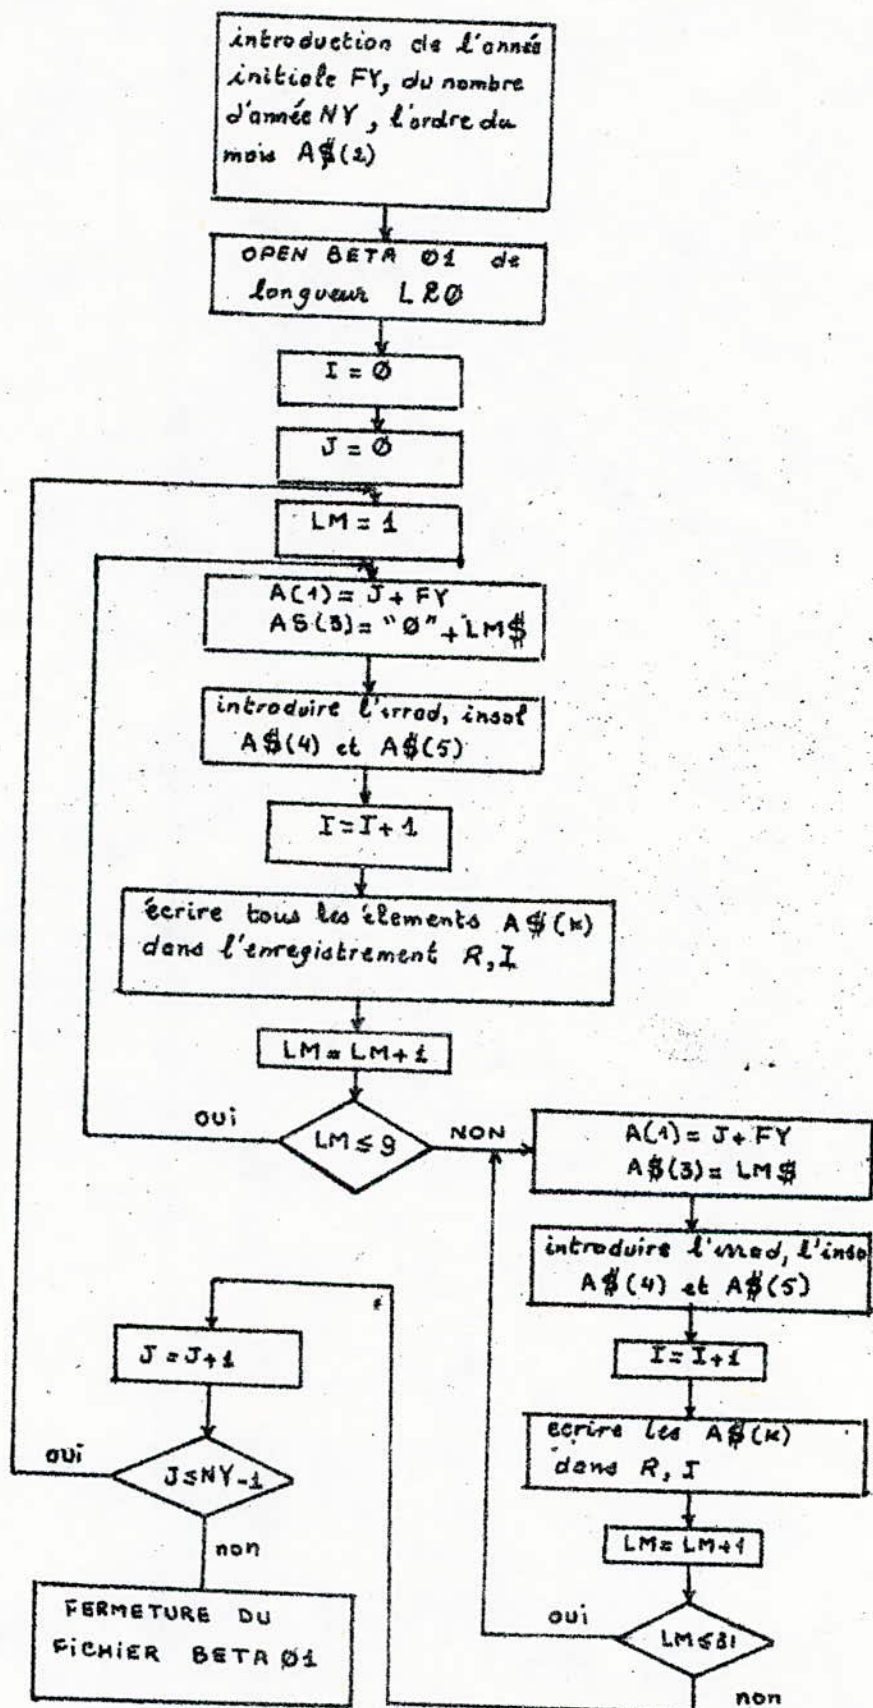 introduction de l'année
initiale FY, du nombre
d'année NY, l'ordre du
mois A$(2)
OPEN BETA Ø1 de
longueur L2Ø
I = Ø
J = Ø
LM = 1
A(1) = J + FY
AS(3) = "Ø" + LM$
introduire l'irrad, insol
A$(4) et A$(5)
I = I + 1
écrire tous les élements A$(K)
dans l'enregistrement R, I
LM = LM + 1
oui
LM ≤ 9
NON
A(1) = J + FY
A$(3) = LM$
introduire l'irrad, l'inso
A$(4) et A$(5)
I = I + 1
ecrire les A$(K)
dans R, I
LM = LM + 1
oui
LM ≤ 31
non
J = J + 1
oui
J ≤ NY - 1
non
FERMETURE DU
FICHIER BETA Ø1